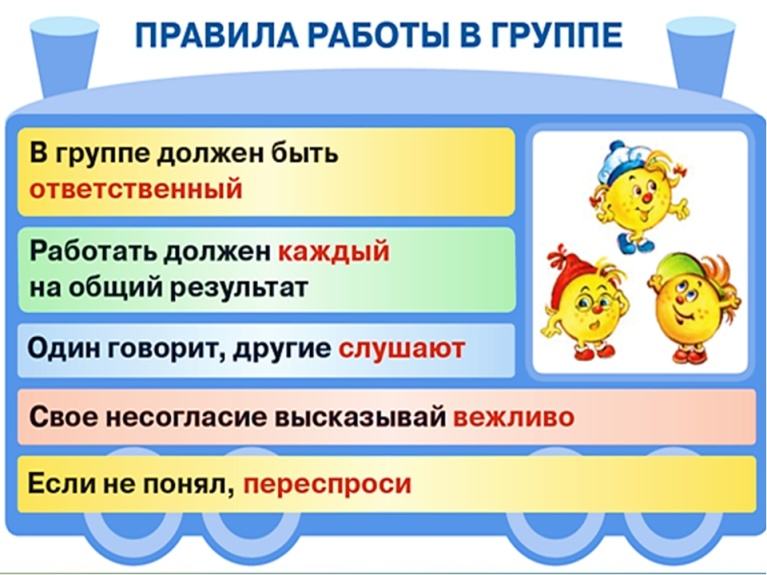 ПРАВИЛА РАБОТЫ В ГРУППЕ
В группе должен быть
ответственный
Работать должен каждый
на общий результат
Один говорит, другие слушают
Свое несогласие высказывай вежливо
Если не понял, переспроси